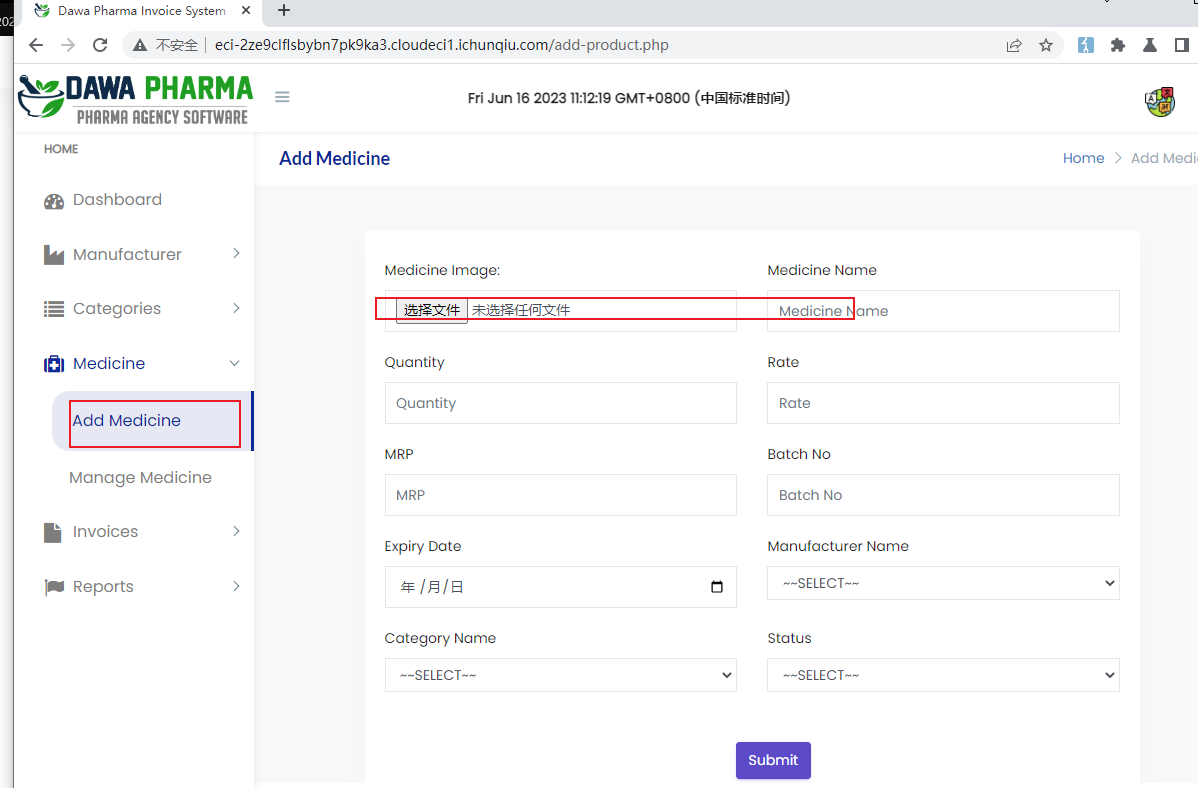 202
Dawa Pharma Invoice System
不安全 eci-2ze9clflsbybn7pk9ka3.cloudeci1.ichunqiu.com/add-product.php
DAWA PHARMA
PHARMA AGENCY SOFTWARE
Fri Jun 16 2023 11:12:19 GMT+0800 (中国标准时间)
HOME
Add Medicine
Home
Add Medi
Dashboard
Manufacturer
Categories
Medicine
Add Medicine
Manage Medicine
Invoices
Reports
Medicine Image:
Medicine Name
选择文件 未选择任何文件
Medicine Name
Quantity
Rate
Quantity
Rate
MRP
Batch No
MRP
Batch No
Expiry Date
Manufacturer Name
年 /月/日
~~SELECT~~
Category Name
Status
~~SELECT~~
~~SELECT~~
Submit